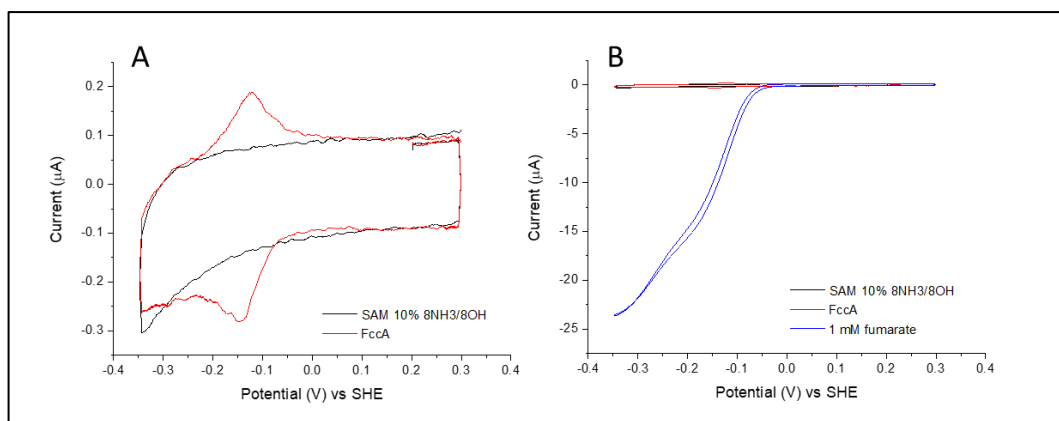 A
0.2
0.1
0.0
-0.1
-0.2
-0.3
Current (µA)
-0.4 -0.3 -0.2 -0.1 0.0 0.1 0.2 0.3 0.4
Potential (V) vs SHE
SAM 10% 8NH3/8OH
FccA
B
0
-5
-10
-15
-20
-25
Current (µA)
-0.4 -0.3 -0.2 -0.1 0.0 0.1 0.2 0.3 0.4
Potential (V) vs SHE
SAM 10% 8NH3/8OH
FccA
1 mM fumarate